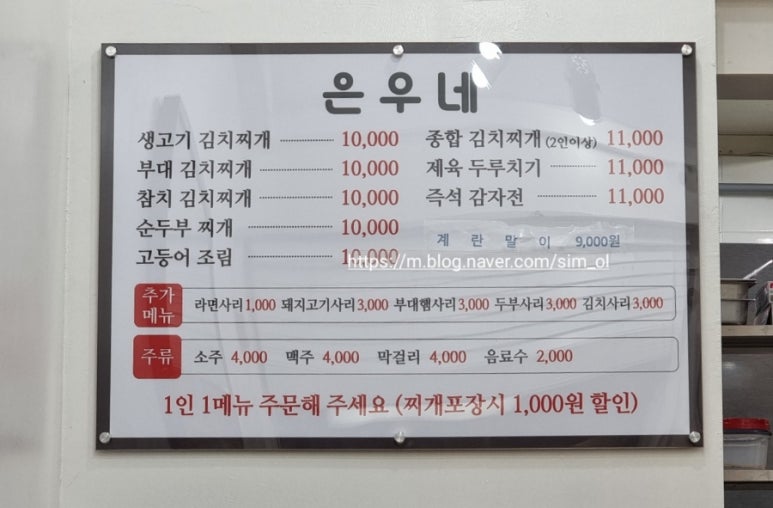 은우네
생고기 김치찌개 10,000
부대 김치찌개 10,000
참치 김치찌개 10,000
순두부 찌개 10,000
고등어 조림 10,000
종합 김치찌개 (2인이상) 11,000
제육 두루치기 11,000
즉석 감자전 11,000
계란말이 9,000원
https://m.blog.naver.com/sim_ol
추가 메뉴 라면사리 1,000 돼지고기사리 3,000 부대햄사리 3,000 두부사리 3,000 김치사리 3,000
주류 소주 4,000 맥주 4,000 막걸리 4,000 음료수 2,000
1인 1메뉴 주문해 주세요 (찌개포장시 1,000원 할인)